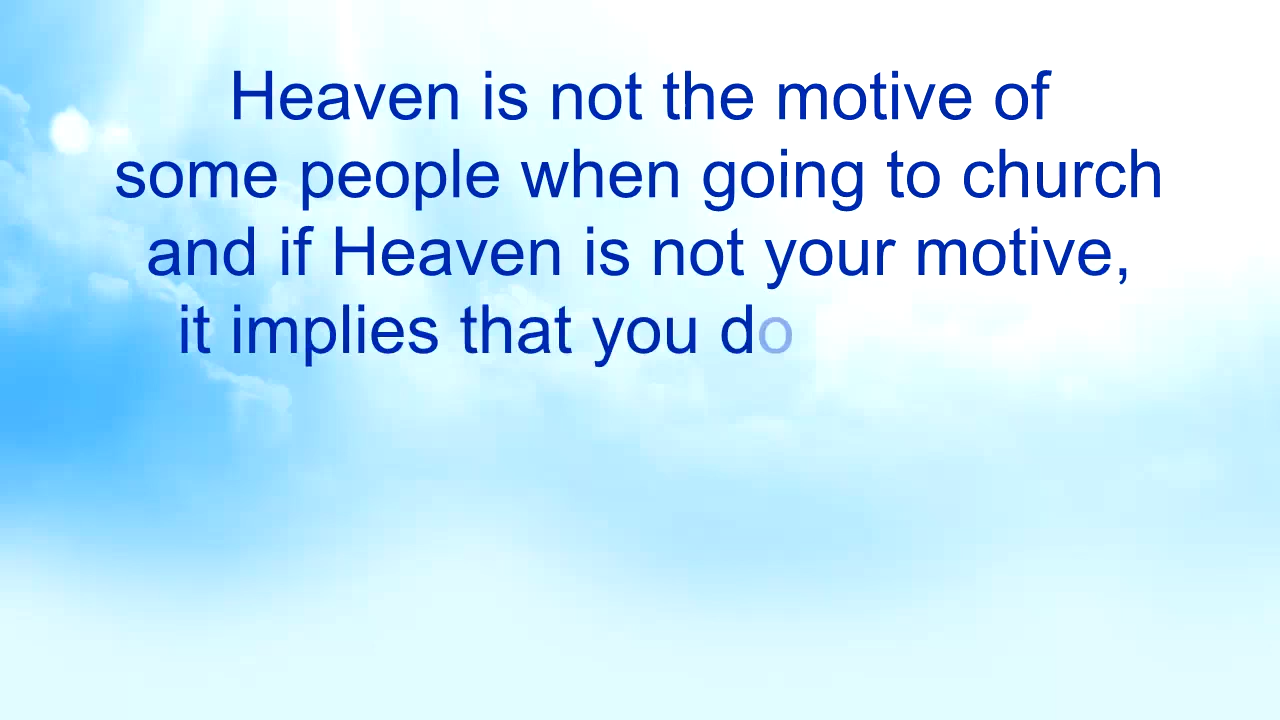 Heaven is not the motive of
some people when going to church
and if Heaven is not your motive,
it implies that you do